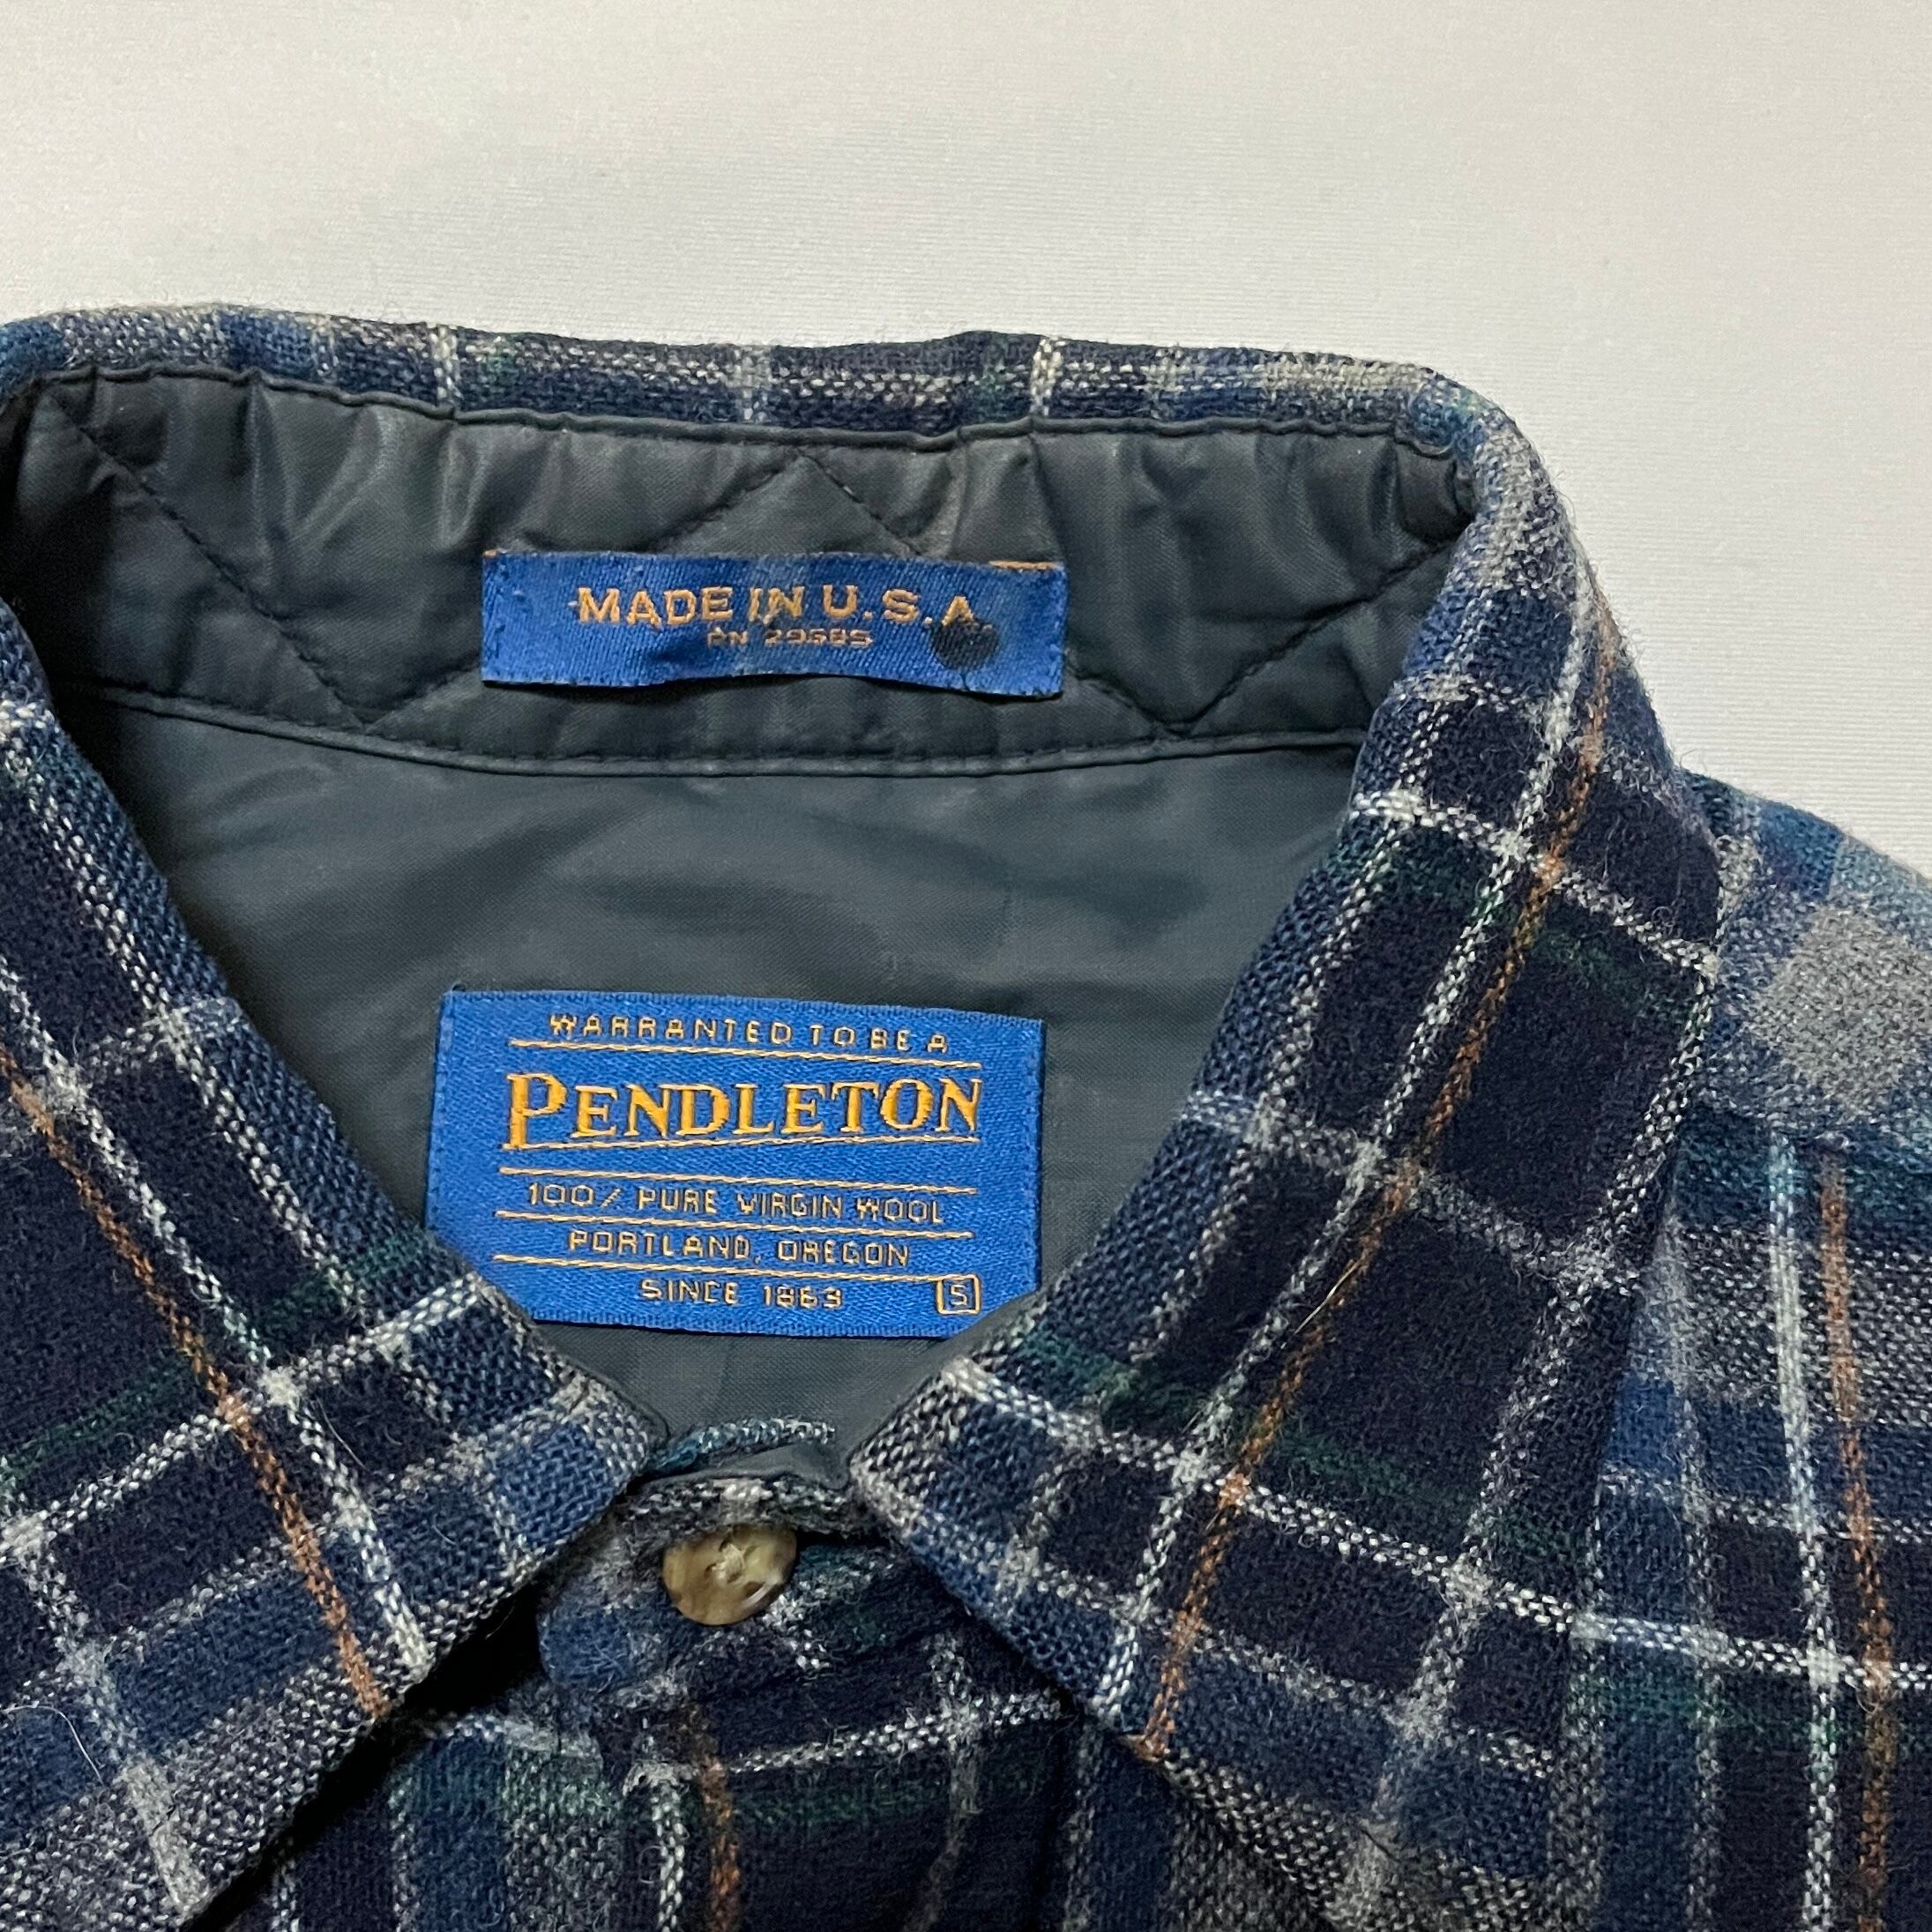 MADE IN U.S.A.
RN 29685
WARRANTED TO BE A
PENDLETON
100% PURE VIRGIN WOOL
PORTLAND, OREGON
SINCE 1863
S